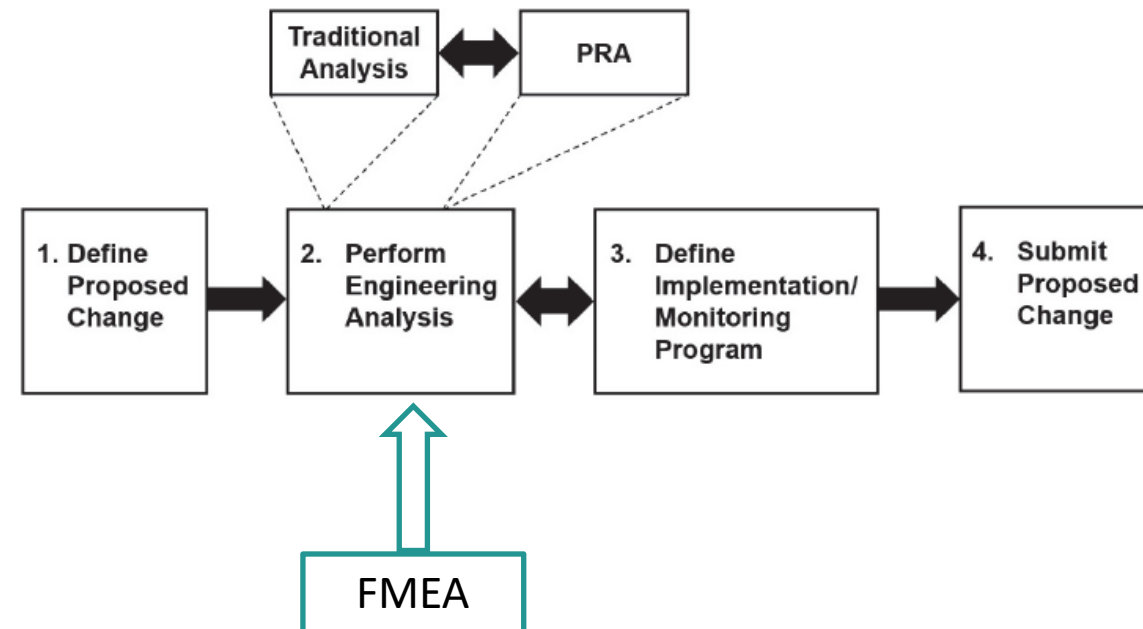 Traditional
Analysis
PRA
1. Define
Proposed
Change
2. Perform
Engineering
Analysis
3. Define
Implementation/
Monitoring
Program
4. Submit
Proposed
Change
FMEA